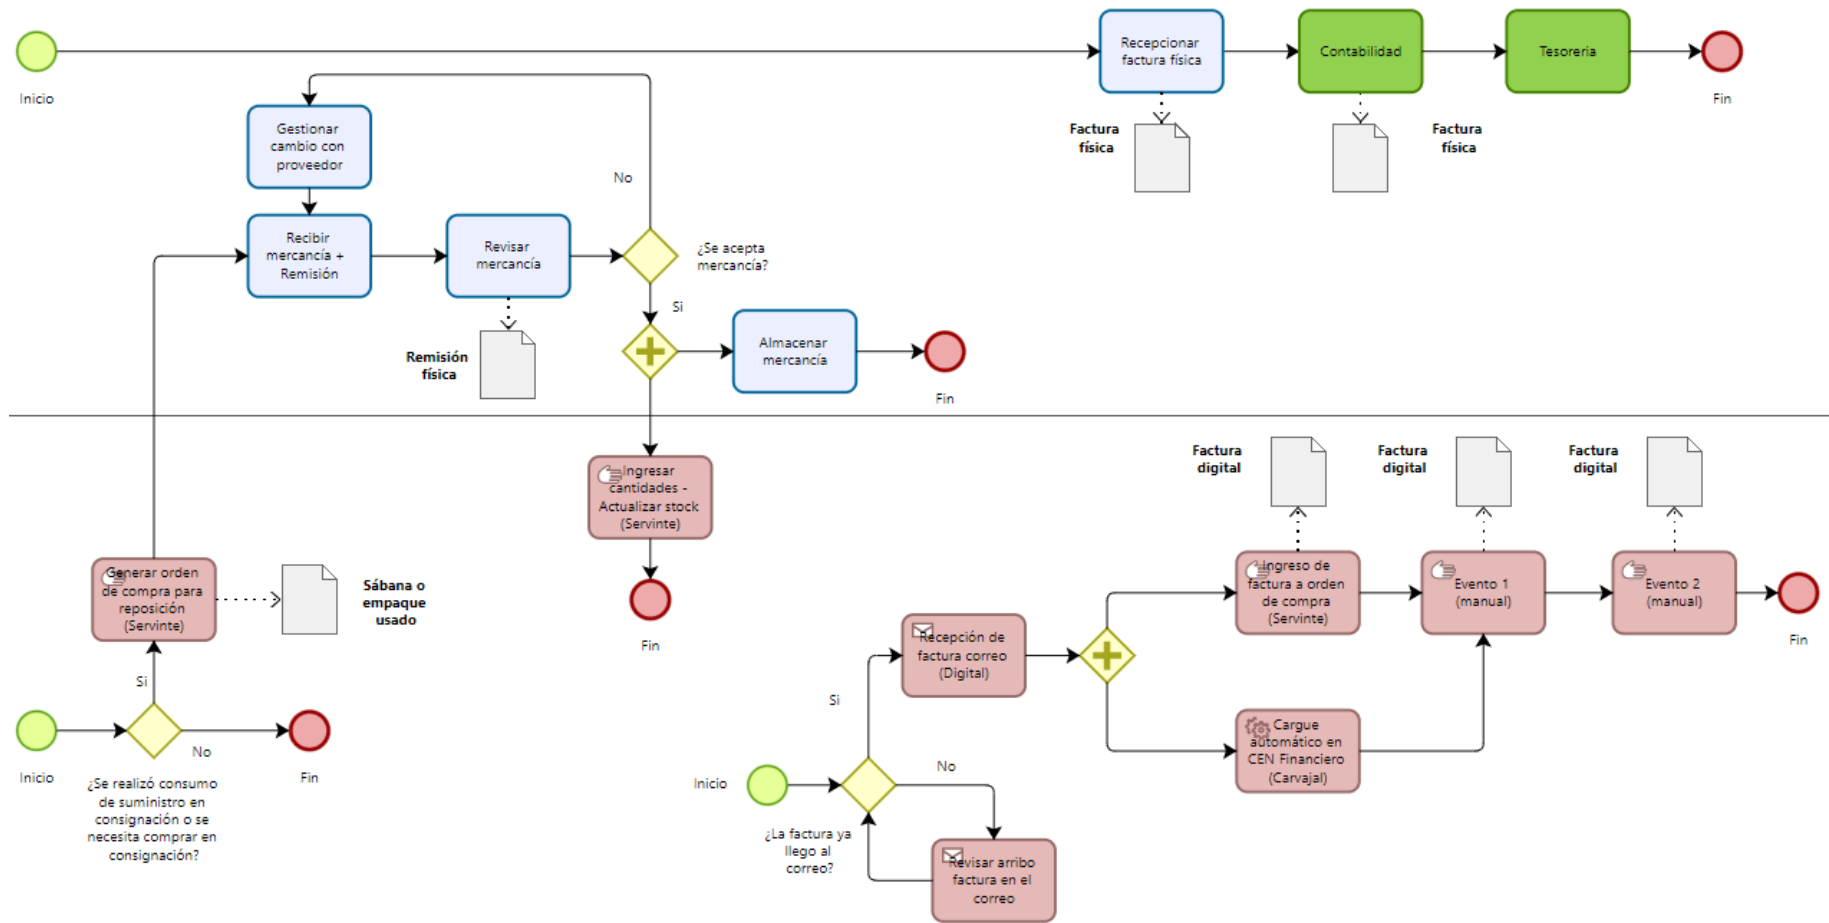 Inicio
Recepcionar
factura física
Contabilidad
Tesorería
Fin
Factura
física
Factura
física
Gestionar
cambio con
proveedor
No
Recibir
mercancía +
Remisión
Revisar
mercancía
¿Se acepta
mercancía?
Si
Remisión
física
Almacenar
mercancía
Fin
Ingresar
cantidades -
Actualizar stock
(Servinte)
Fin
Generar orden
de compra para
reposición
(Servinte)
Sábana o
empaque
usado
Si
Inicio
No
Fin
¿Se realizó consumo
de suministro en
consignación o se
necesita comprar en
consignación?
Factura
digital
Factura
digital
Factura
digital
Ingreso de
factura a orden
de compra
(Servinte)
Evento 1
(manual)
Evento 2
(manual)
Fin
Recepción de
factura correo
(Digital)
Si
Cargue
automático en
CEN Financiero
(Carvajal)
Inicio
No
¿La factura ya
llego al
correo?
Revisar arribo
factura en el
correo